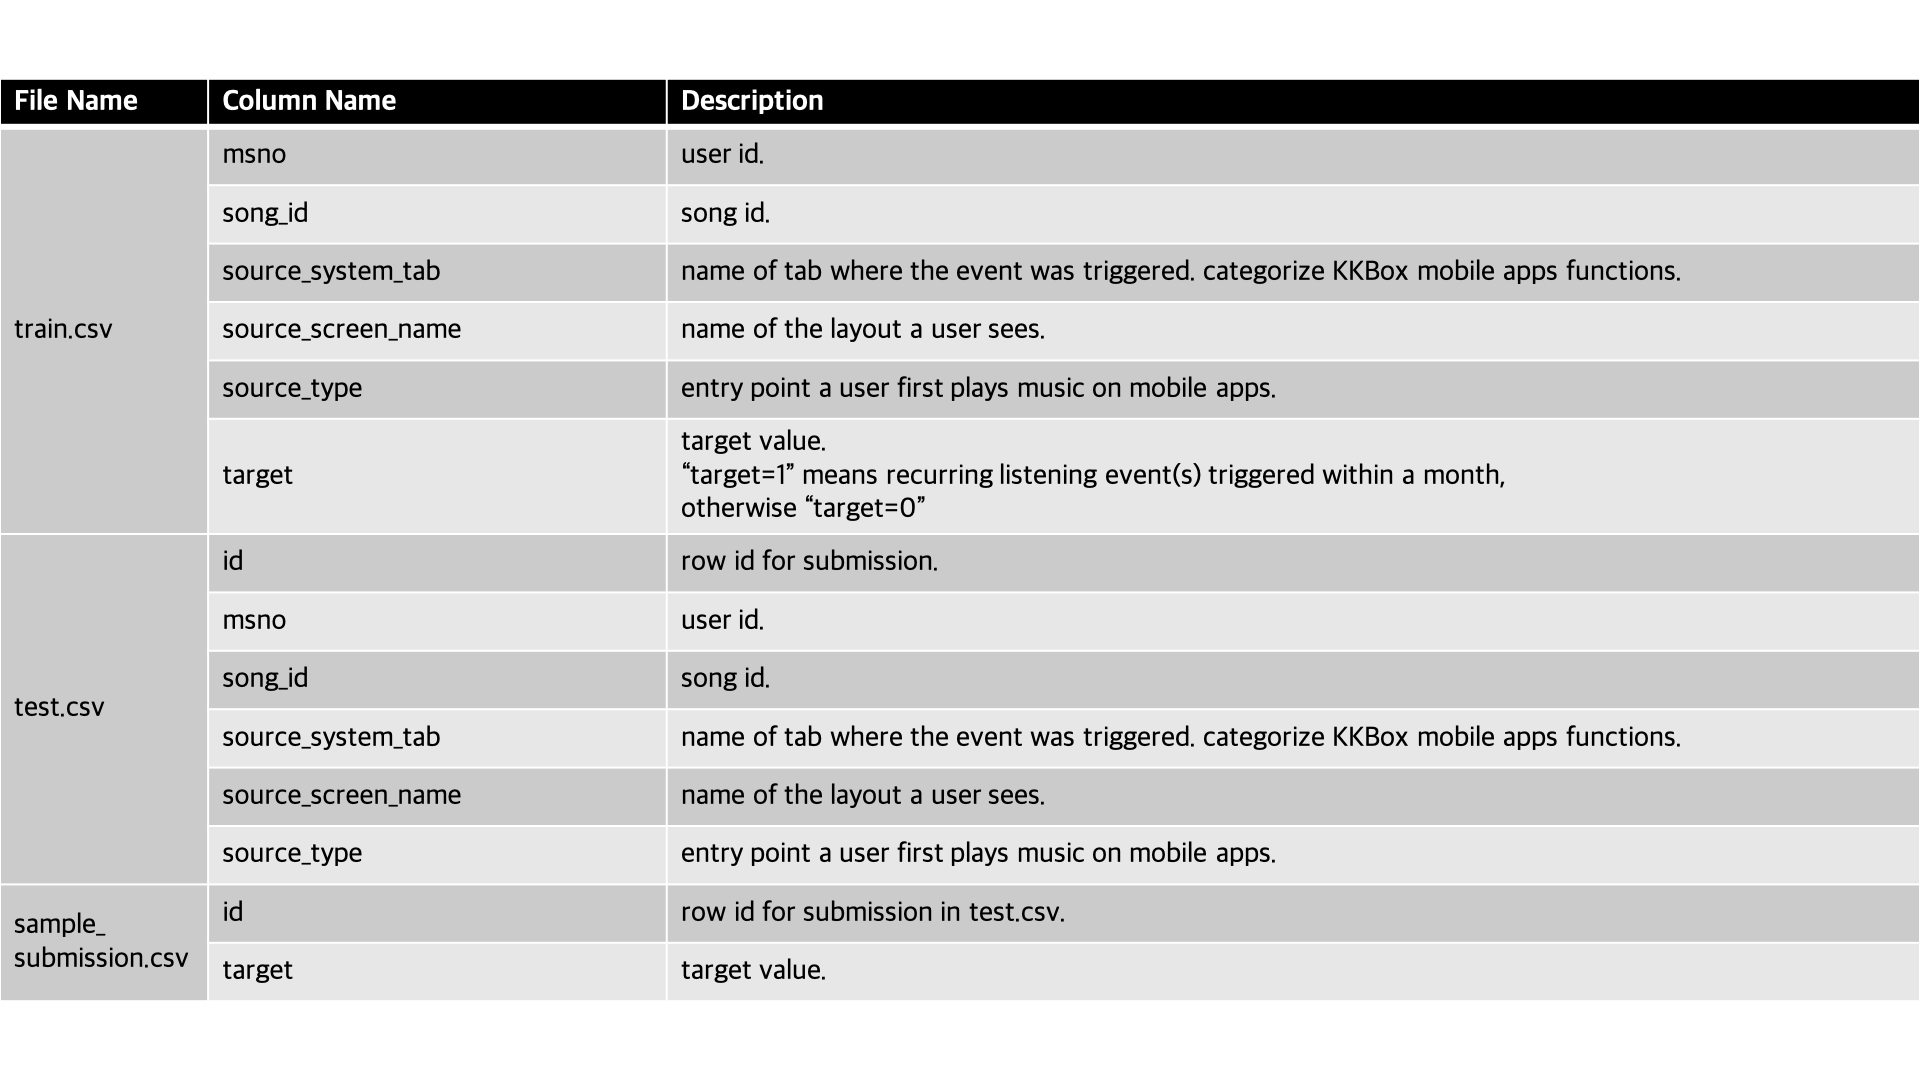 File Name Column Name Description
train.csv
msno user id.
song_id song id.
source_system_tab name of tab where the event was triggered. categorize KKBox mobile apps functions.
source_screen_name name of the layout a user sees.
source_type entry point a user first plays music on mobile apps.
target
target value.
“target=1” means recurring listening event(s) triggered within a month,
otherwise “target=0”
test.csv
id row id for submission.
msno user id.
song_id song id.
source_system_tab name of tab where the event was triggered. categorize KKBox mobile apps functions.
source_screen_name name of the layout a user sees.
source_type entry point a user first plays music on mobile apps.
sample_
submission.csv
id row id for submission in test.csv.
target target value.